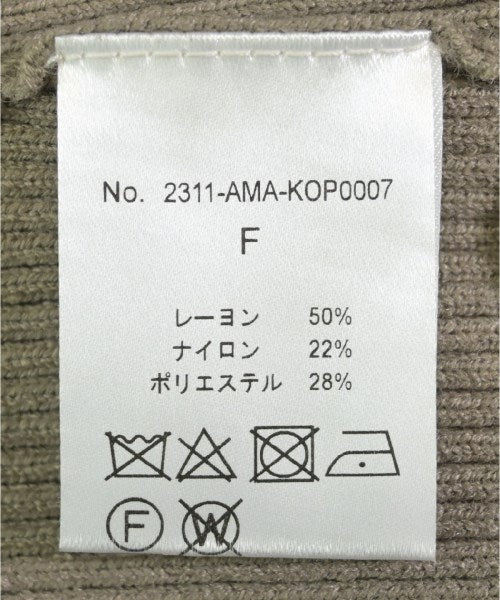 No. 2311-AMA-KOP0007
F
レーヨン 50%
ナイロン 22%
ポリエステル 28%
F W